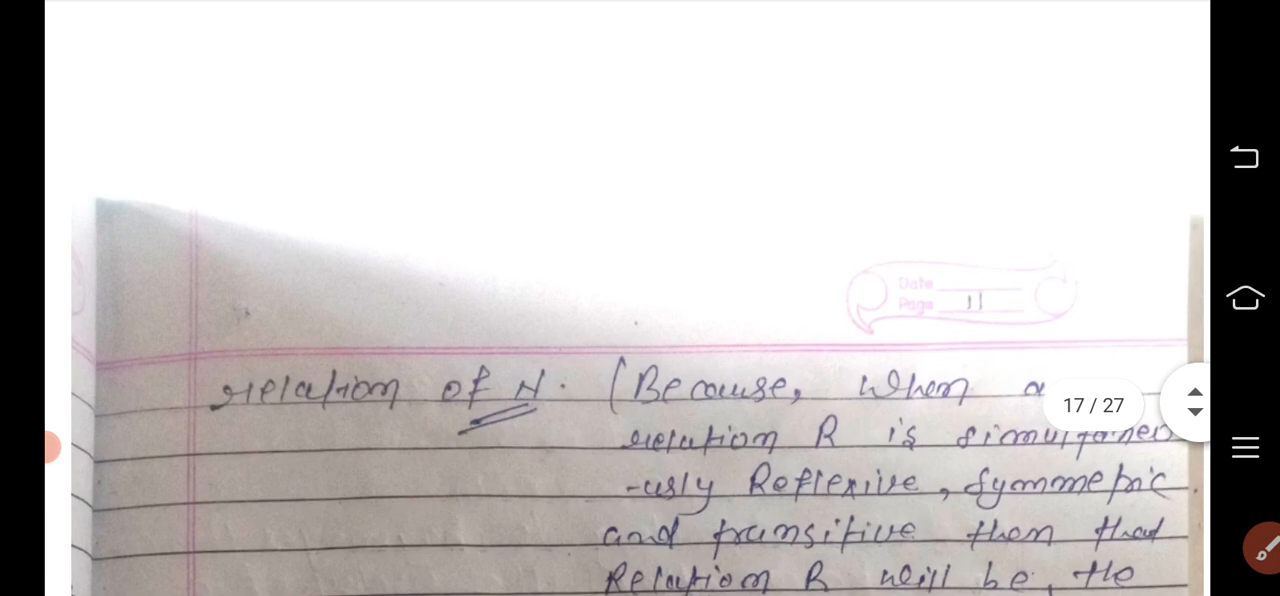 Date
Page 11
relation of N. (Because, when a
17 / 27
relation R is simultaneo
-usly Reflexive, Symmetric
and transitive then that
Relation R will be, the